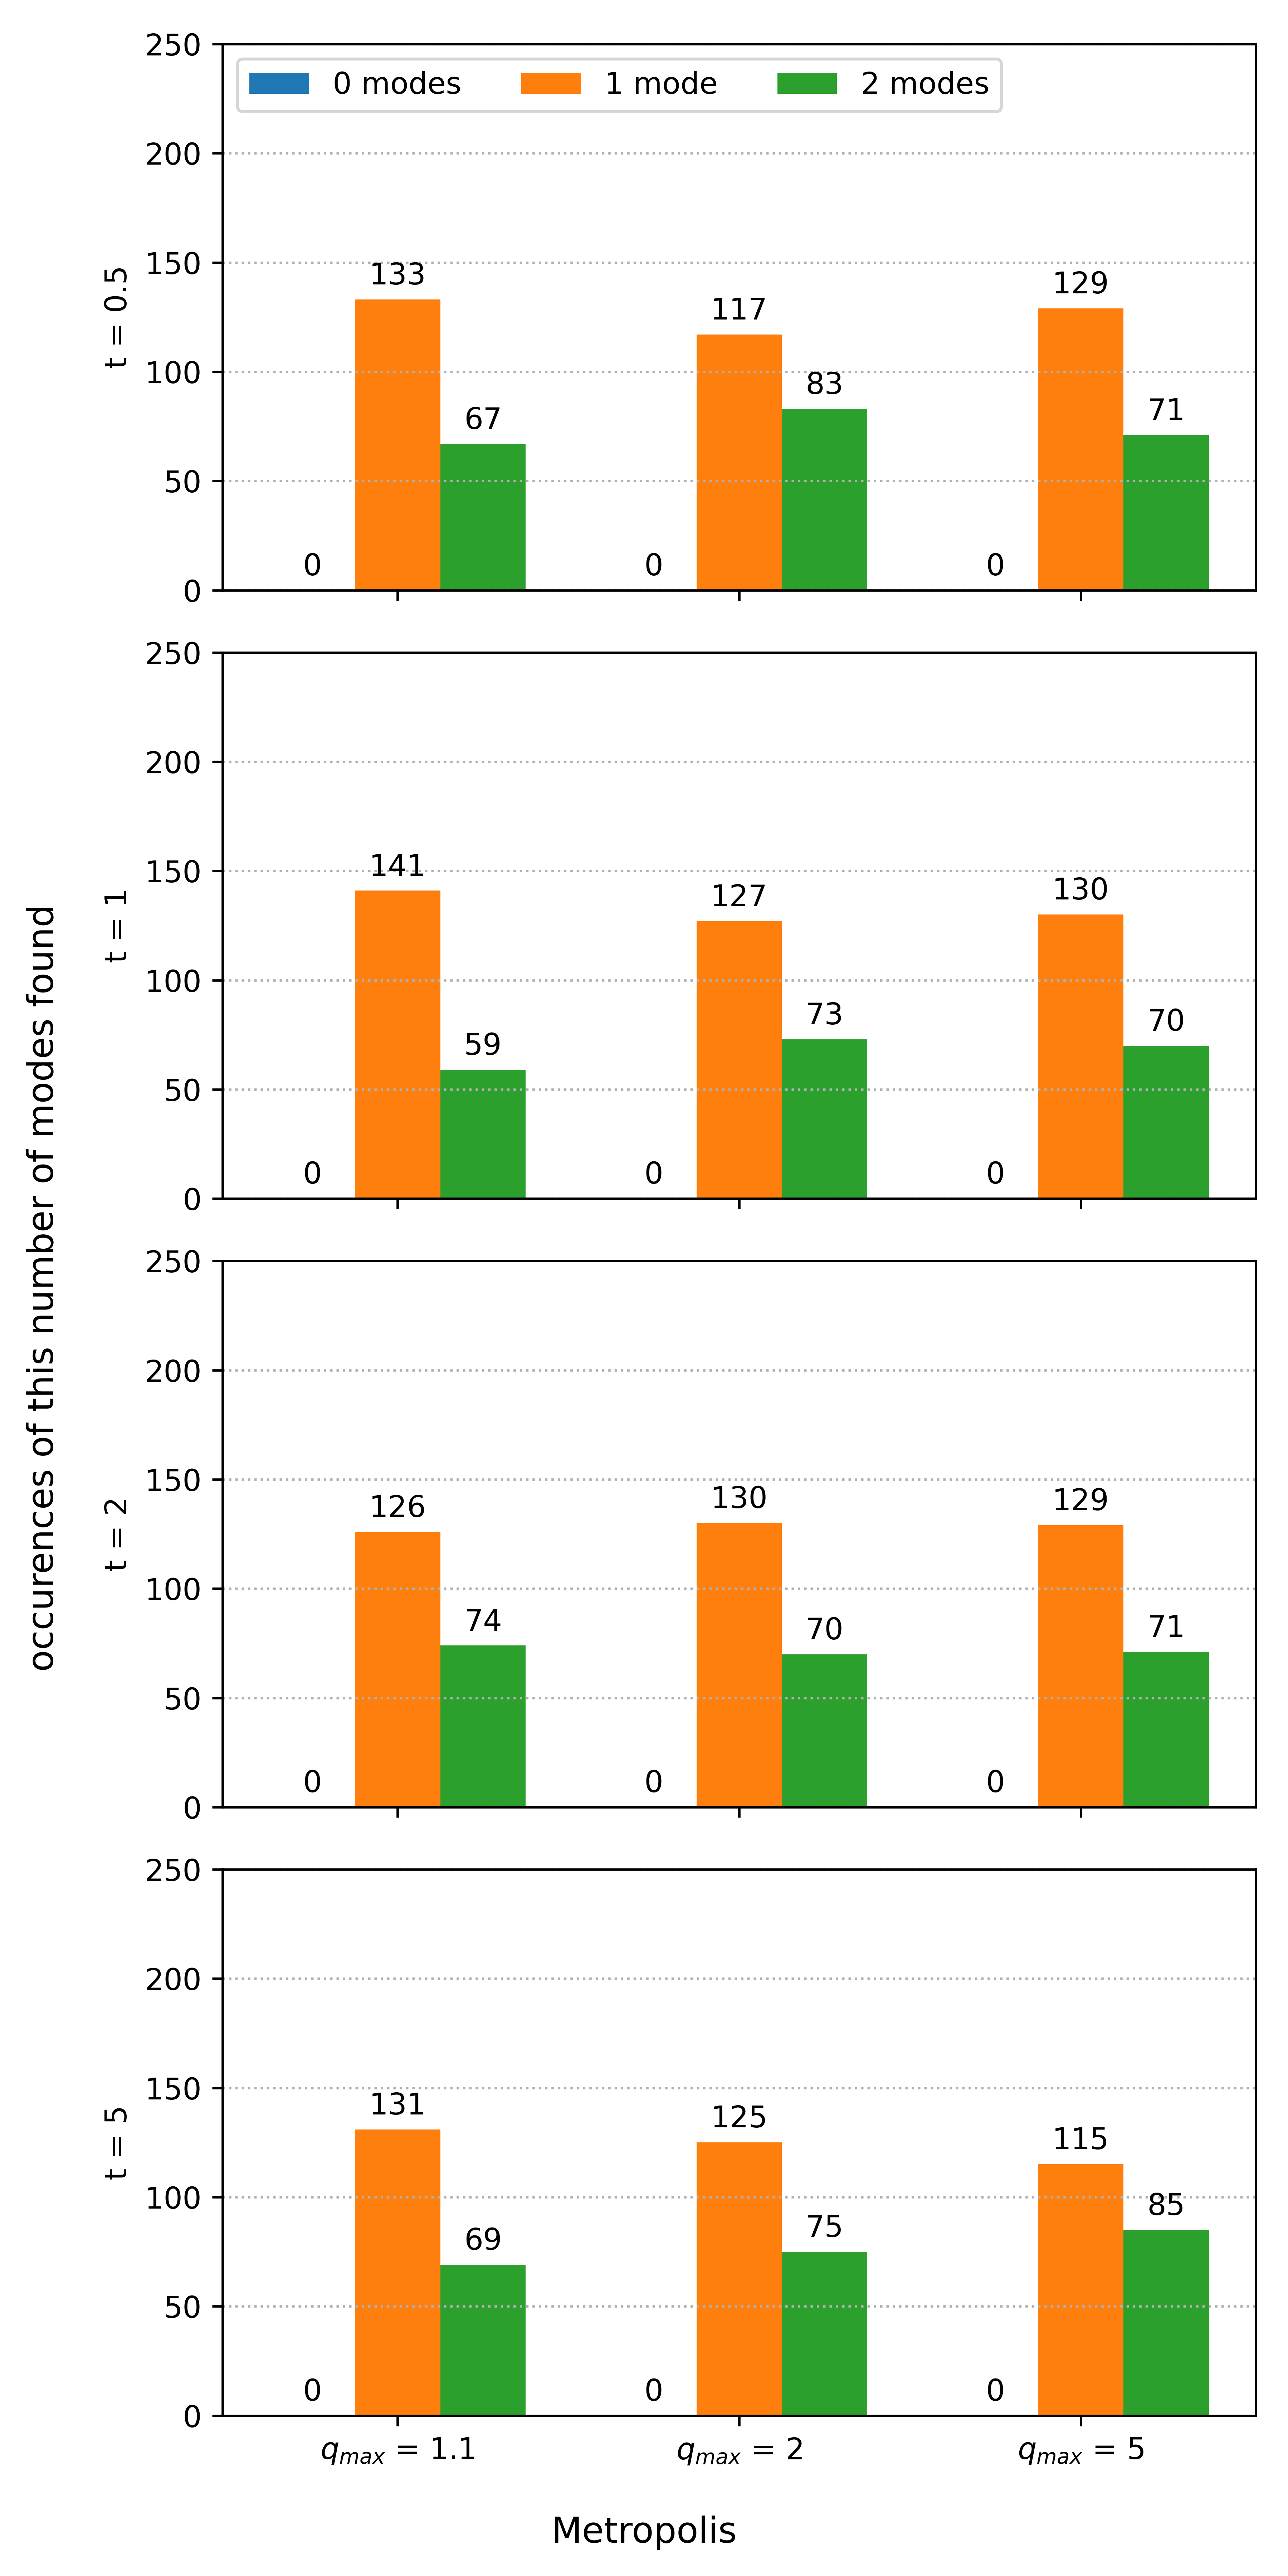 occurences of this number of modes found
t = 0.5
250
200
150
100
50
0
0 modes 1 mode 2 modes
133 117 129
67 83 71
0 0 0
t = 1
250
200
150
100
50
0
141 127 130
59 73 70
0 0 0
t = 2
250
200
150
100
50
0
126 130 129
74 70 71
0 0 0
t = 5
250
200
150
100
50
0
131 125 115
69 75 85
0 0 0
q_max = 1.1 q_max = 2 q_max = 5
Metropolis